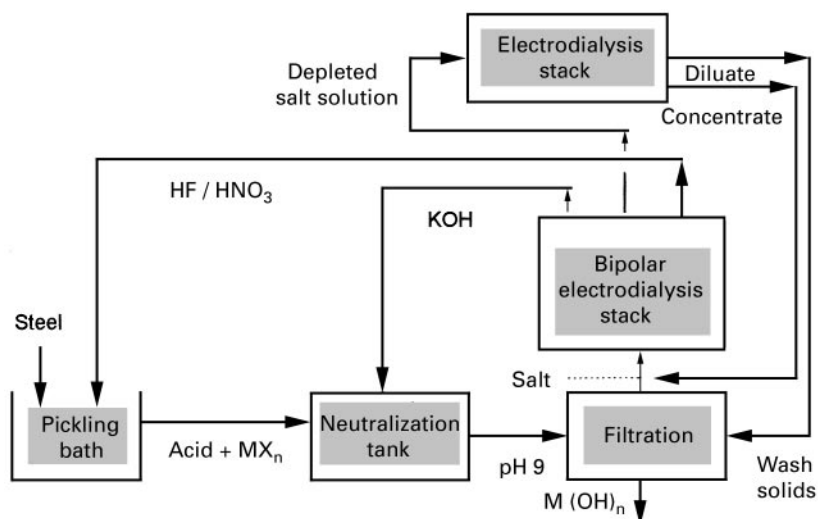 Electrodialysis
stack
Depleted
salt solution
Diluate
Concentrate
HF / HNO₃
KOH
Bipolar
electrodialysis
stack
Steel
Salt
Pickling
bath
Acid + MXₙ
Neutralization
tank
pH 9
Filtration
Wash
solids
M (OH)ₙ